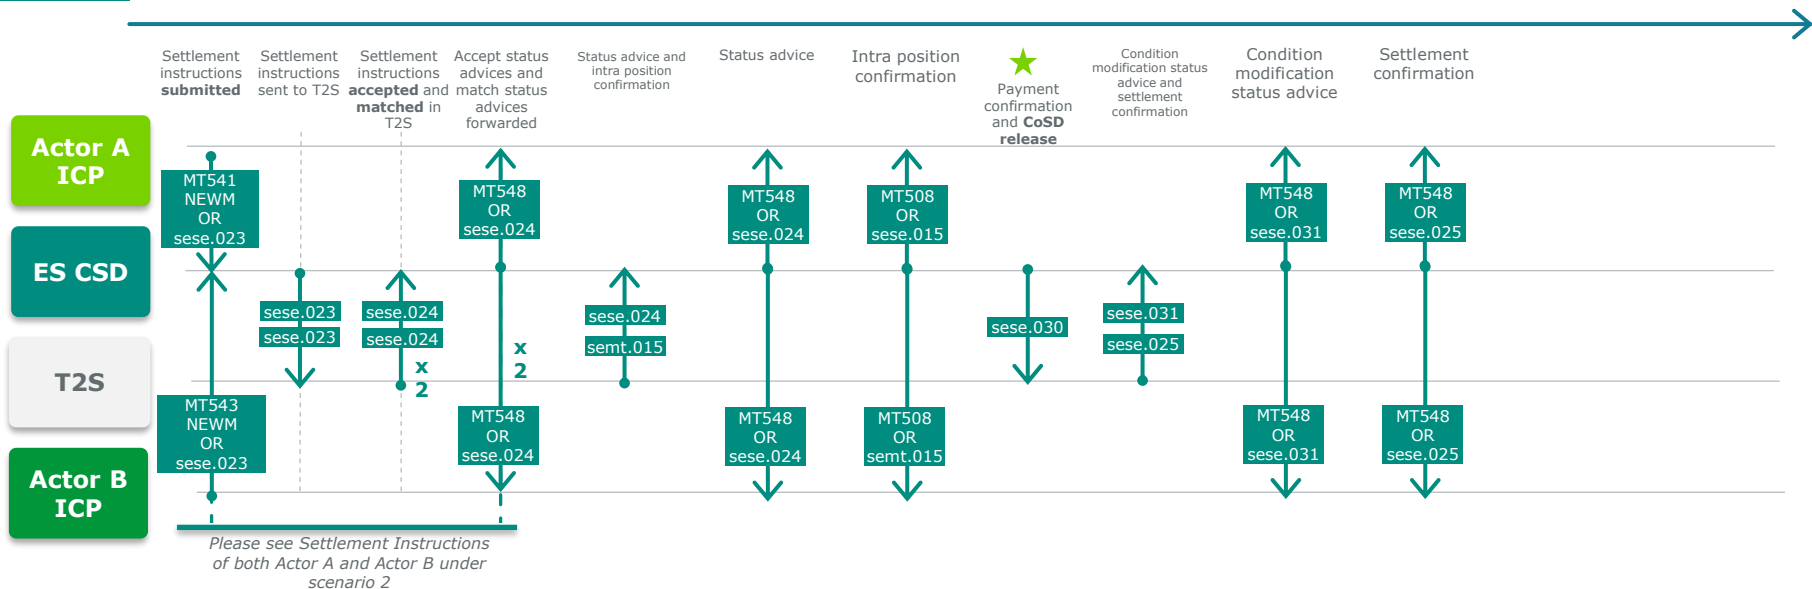 Settlement
instructions
submitted
Settlement
instructions
sent to T2S
Settlement
instructions
accepted and
matched in
T2S
Accept status
advices and
match status
advices
forwarded
Status advice and
intra position
confirmation
Status advice
Intra position
confirmation
Payment
confirmation
and CoSD
release
Condition
modification status
advice and
settlement
confirmation
Condition
modification
status advice
Settlement
confirmation
Actor A
ICP
MT541
NEWM
OR
sese.023
MT548
OR
sese.024
MT548
OR
sese.024
MT508
OR
sese.015
MT548
OR
sese.031
MT548
OR
sese.025
ES CSD
sese.023
sese.023
sese.024
sese.024
x
2
x
2
sese.024
semt.015
sese.030
sese.031
sese.025
T2S
MT543
NEWM
OR
sese.023
MT548
OR
sese.024
MT548
OR
sese.024
MT508
OR
semt.015
MT548
OR
sese.031
MT548
OR
sese.025
Actor B
ICP
Please see Settlement Instructions
of both Actor A and Actor B under
scenario 2